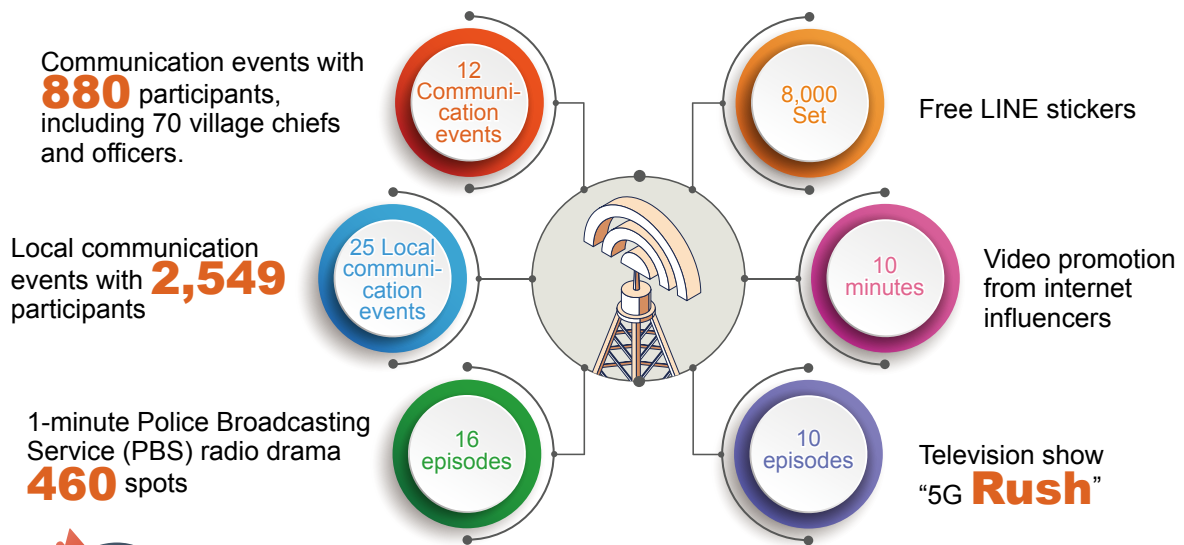 Communication events with
880 participants,
including 70 village chiefs
and officers.
12
Communi-
cation
events
8,000
Set
Free LINE stickers
Local communication
events with 2,549
participants
25 Local
communi-
cation
events
10
minutes
Video promotion
from internet
influencers
1-minute Police Broadcasting
Service (PBS) radio drama
460 spots
16
episodes
10
episodes
Television show
“5G Rush”